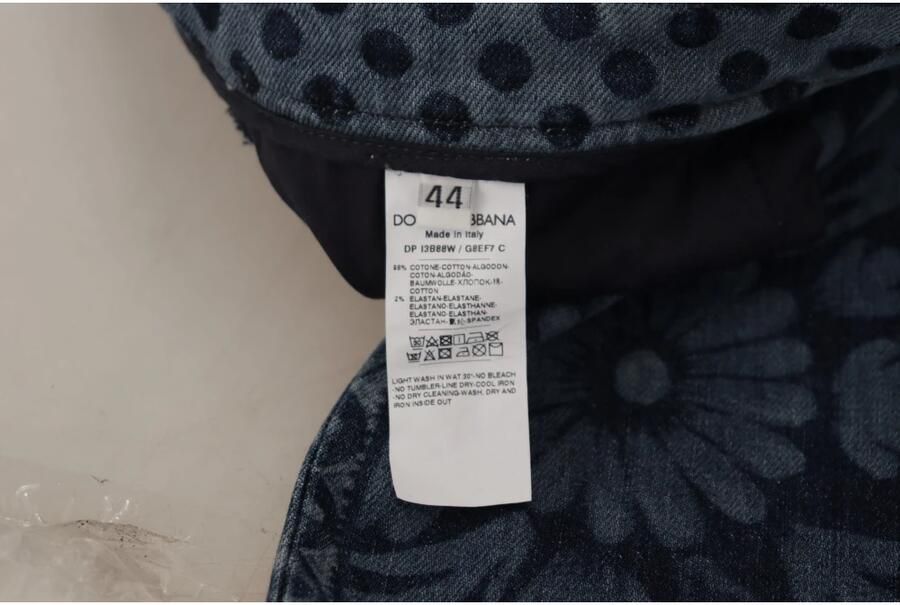 44
DO BBANA
Made in Italy
DP I3B88W / G8EF7 C
98% COTONE-COTTON-ALGODON-
COTON-ALGODÃO-
BAUMWOLLE-ХЛОПОК-棉-
COTTON
2% ELASTAN-ELASTANE-
ELASTANO-ELASTHANNE-
ELASTANO-ELASTHAN-
ЭЛАСТАН- -SPANDEX
LIGHT WASH IN WAT 30°-NO BLEACH
-NO TUMBLER-LINE DRY-COOL IRON
-NO DRY CLEANING-WASH, DRY AND
IRON INSIDE OUT